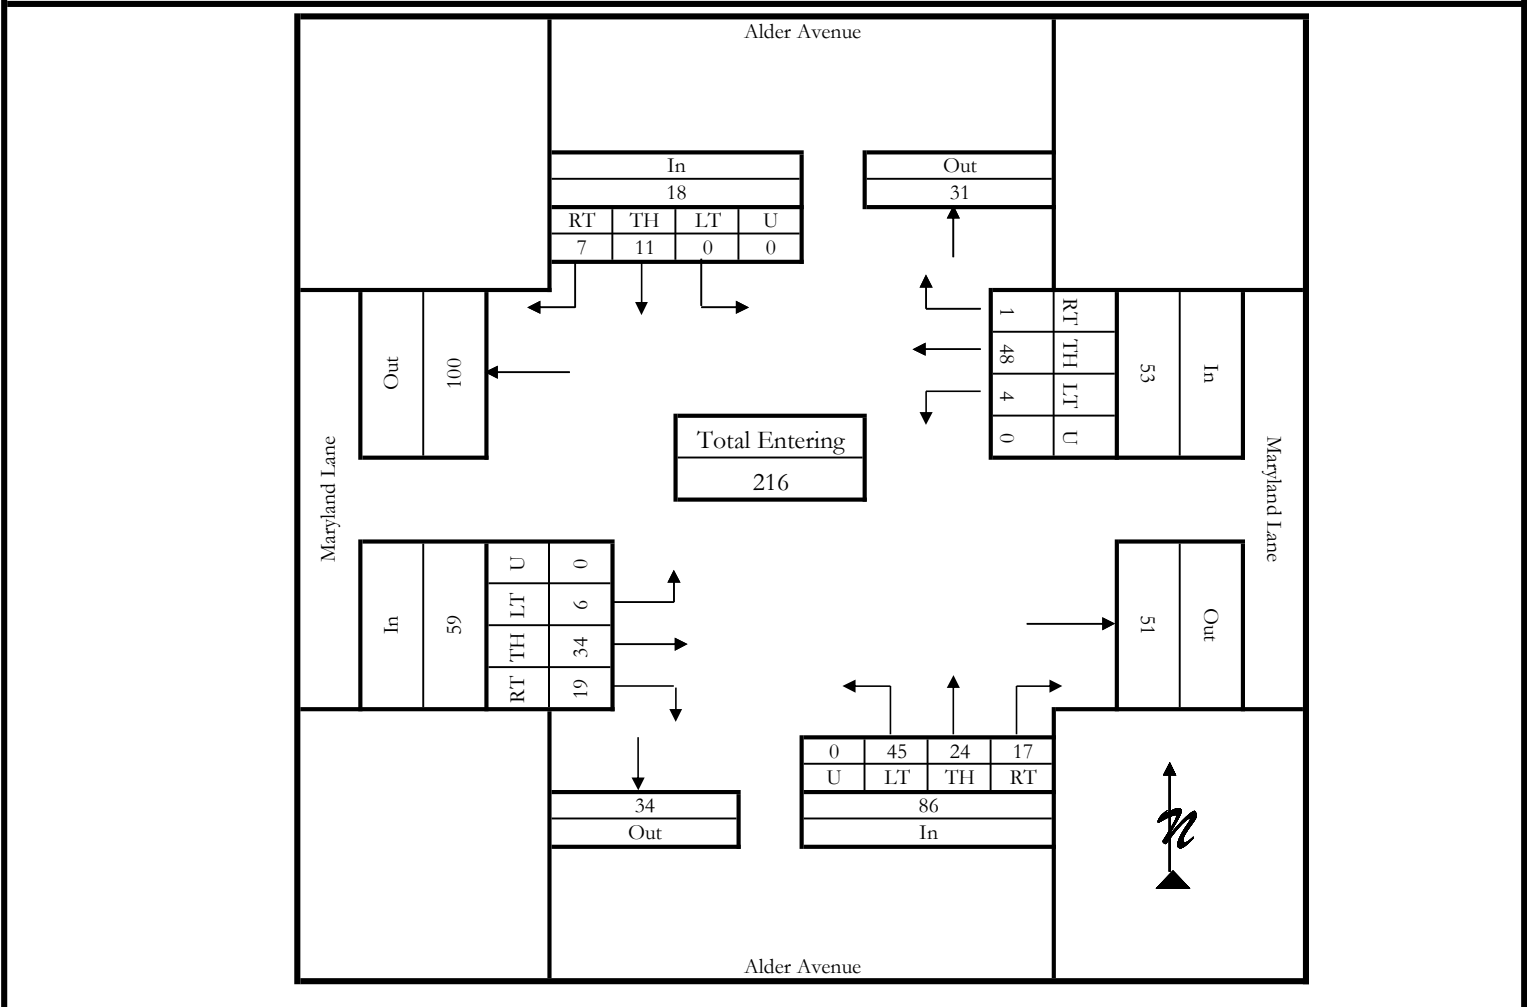 Alder Avenue
In
18
RT TH LT U
7 11 0 0
Out
31
Out
100
1 RT
48 TH
4 LT
0 U
53
In
Total Entering
216
Maryland Lane
Maryland Lane
In
59
U 0
LT 6
TH 34
RT 19
51
Out
34
Out
0 45 24 17
U LT TH RT
86
In
N
Alder Avenue